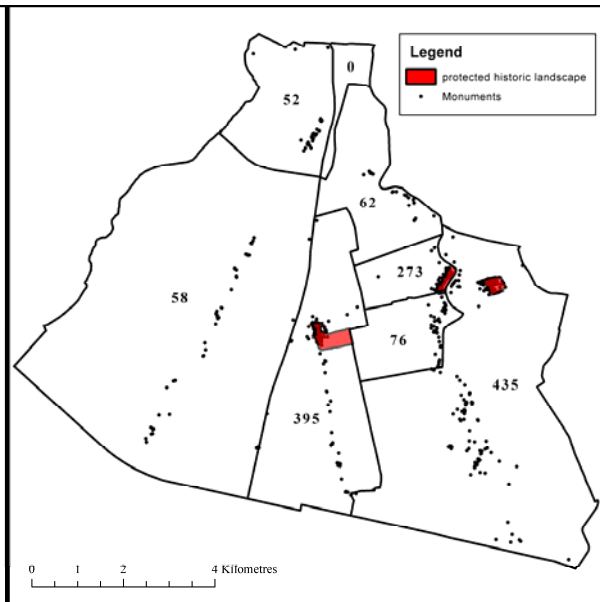 Legend
protected historic landscape
Monuments
0
52
62
273
58
76
435
395
0 1 2 4 Kilometres